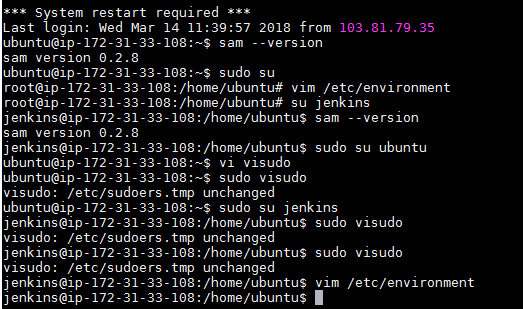 *** System restart required ***
Last login: Wed Mar 14 11:39:57 2018 from 103.81.79.35
ubuntu@ip-172-31-33-108:~$ sam --version
sam version 0.2.8
ubuntu@ip-172-31-33-108:~$ sudo su
root@ip-172-31-33-108:/home/ubuntu# vim /etc/environment
root@ip-172-31-33-108:/home/ubuntu# su jenkins
jenkins@ip-172-31-33-108:/home/ubuntu$ sam --version
sam version 0.2.8
jenkins@ip-172-31-33-108:/home/ubuntu$ sudo su ubuntu
ubuntu@ip-172-31-33-108:~$ vi visudo
ubuntu@ip-172-31-33-108:~$ sudo visudo
visudo: /etc/sudoers.tmp unchanged
ubuntu@ip-172-31-33-108:~$ sudo su jenkins
jenkins@ip-172-31-33-108:/home/ubuntu$ sudo visudo
visudo: /etc/sudoers.tmp unchanged
jenkins@ip-172-31-33-108:/home/ubuntu$ sudo visudo
visudo: /etc/sudoers.tmp unchanged
jenkins@ip-172-31-33-108:/home/ubuntu$ vim /etc/environment
jenkins@ip-172-31-33-108:/home/ubuntu$